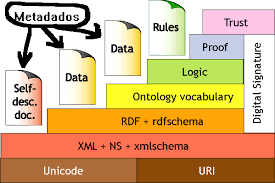 Metadados
Rules
Trust
Data
Proof
Data
Logic
Self-
desc.
doc.
Ontology vocabulary
RDF + rdfschema
Digital Signature
XML + NS + xmlschema
Unicode
URI